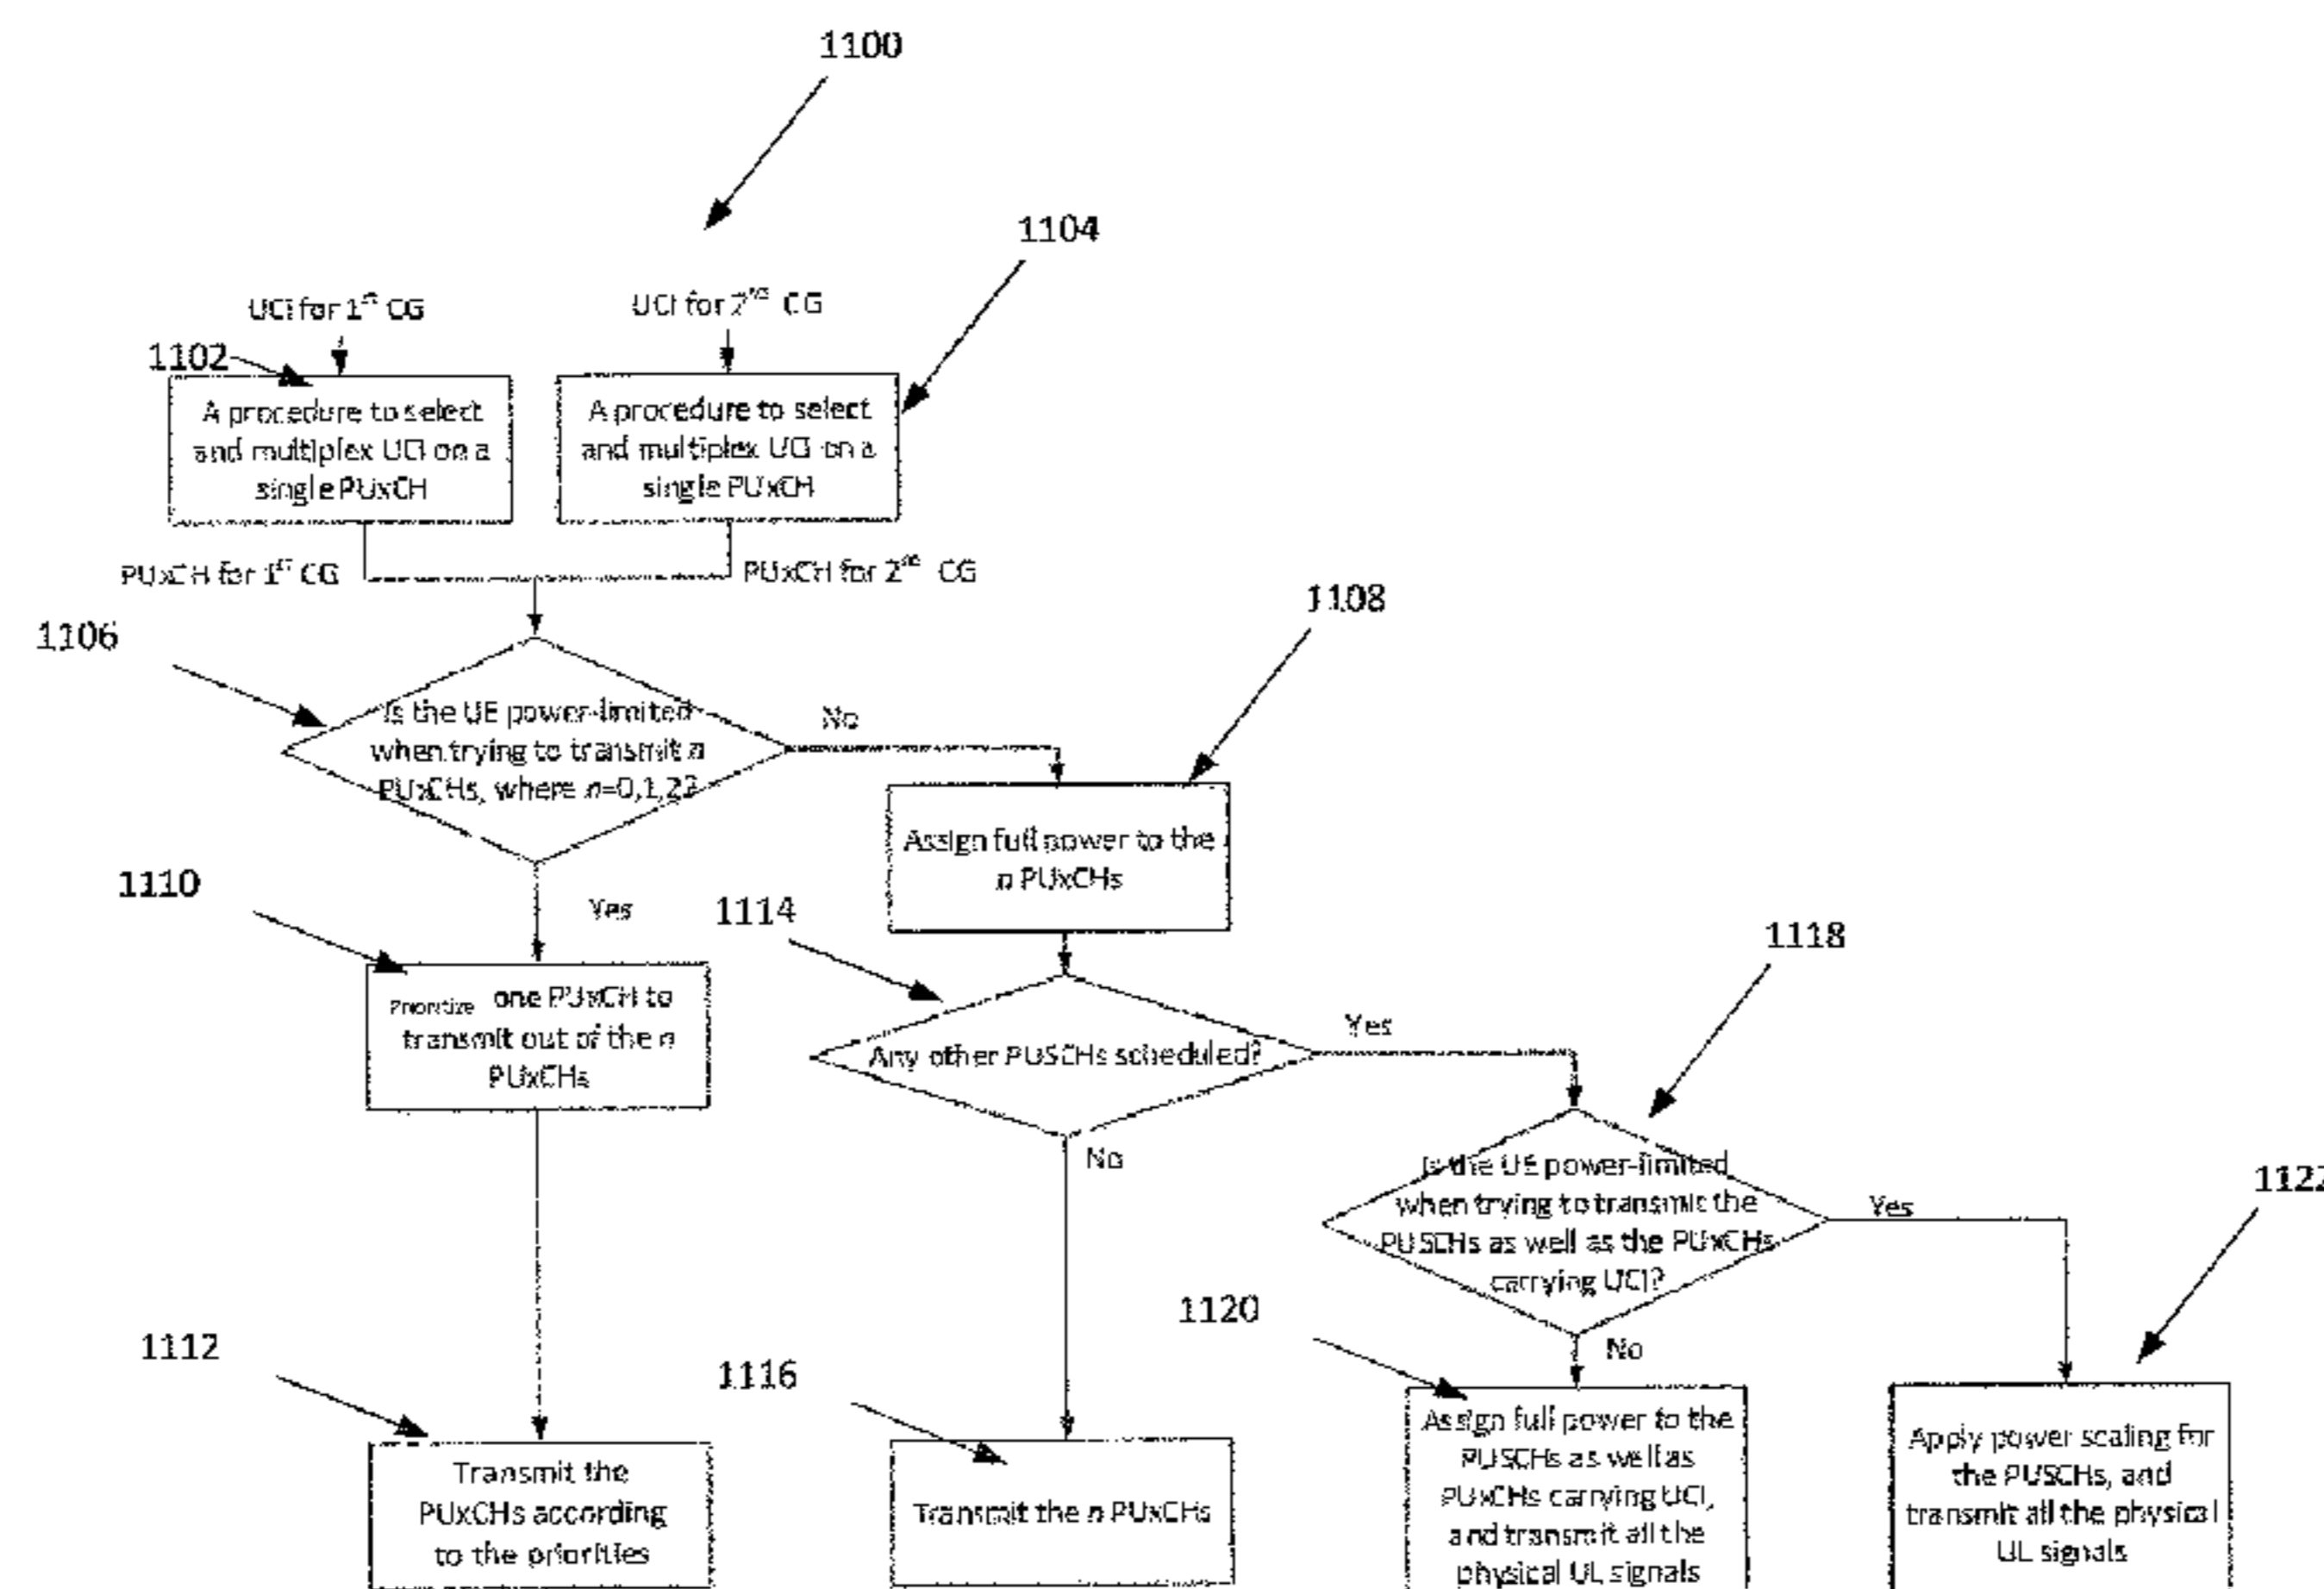 1100
1104
UCI for 1ST CG
UCI for 2ND CG
1102
A procedure to select
and multiplex UCI on a
single PUxCH
A procedure to select
and multiplex UCI on a
single PUxCH
PUxCH for 1ST CG
PUxCH for 2ND CG
1108
1106
Is the UE power-limited
when trying to transmit n
PUxCHs, where n=0,1,2?
No
Assign full power to the
n PUxCHs
1110
Yes
1114
1118
Prioritize one PUxCH to
transmit out of the n
PUxCHs
Any other PUSCHs scheduled?
Yes
No
Is the UE power-limited
when trying to transmit the
PUSCHs as well as the PUxCHs
carrying UCI?
Yes
1122
1120
No
1112
1116
Transmit the
PUxCHs according
to the priorities
Transmit the n PUxCHs
Assign full power to the
PUSCHs as well as
PUxCHs carrying UCI,
and transmit all the
physical UL signals
Apply power scaling for
the PUSCHs, and
transmit all the physical
UL signals